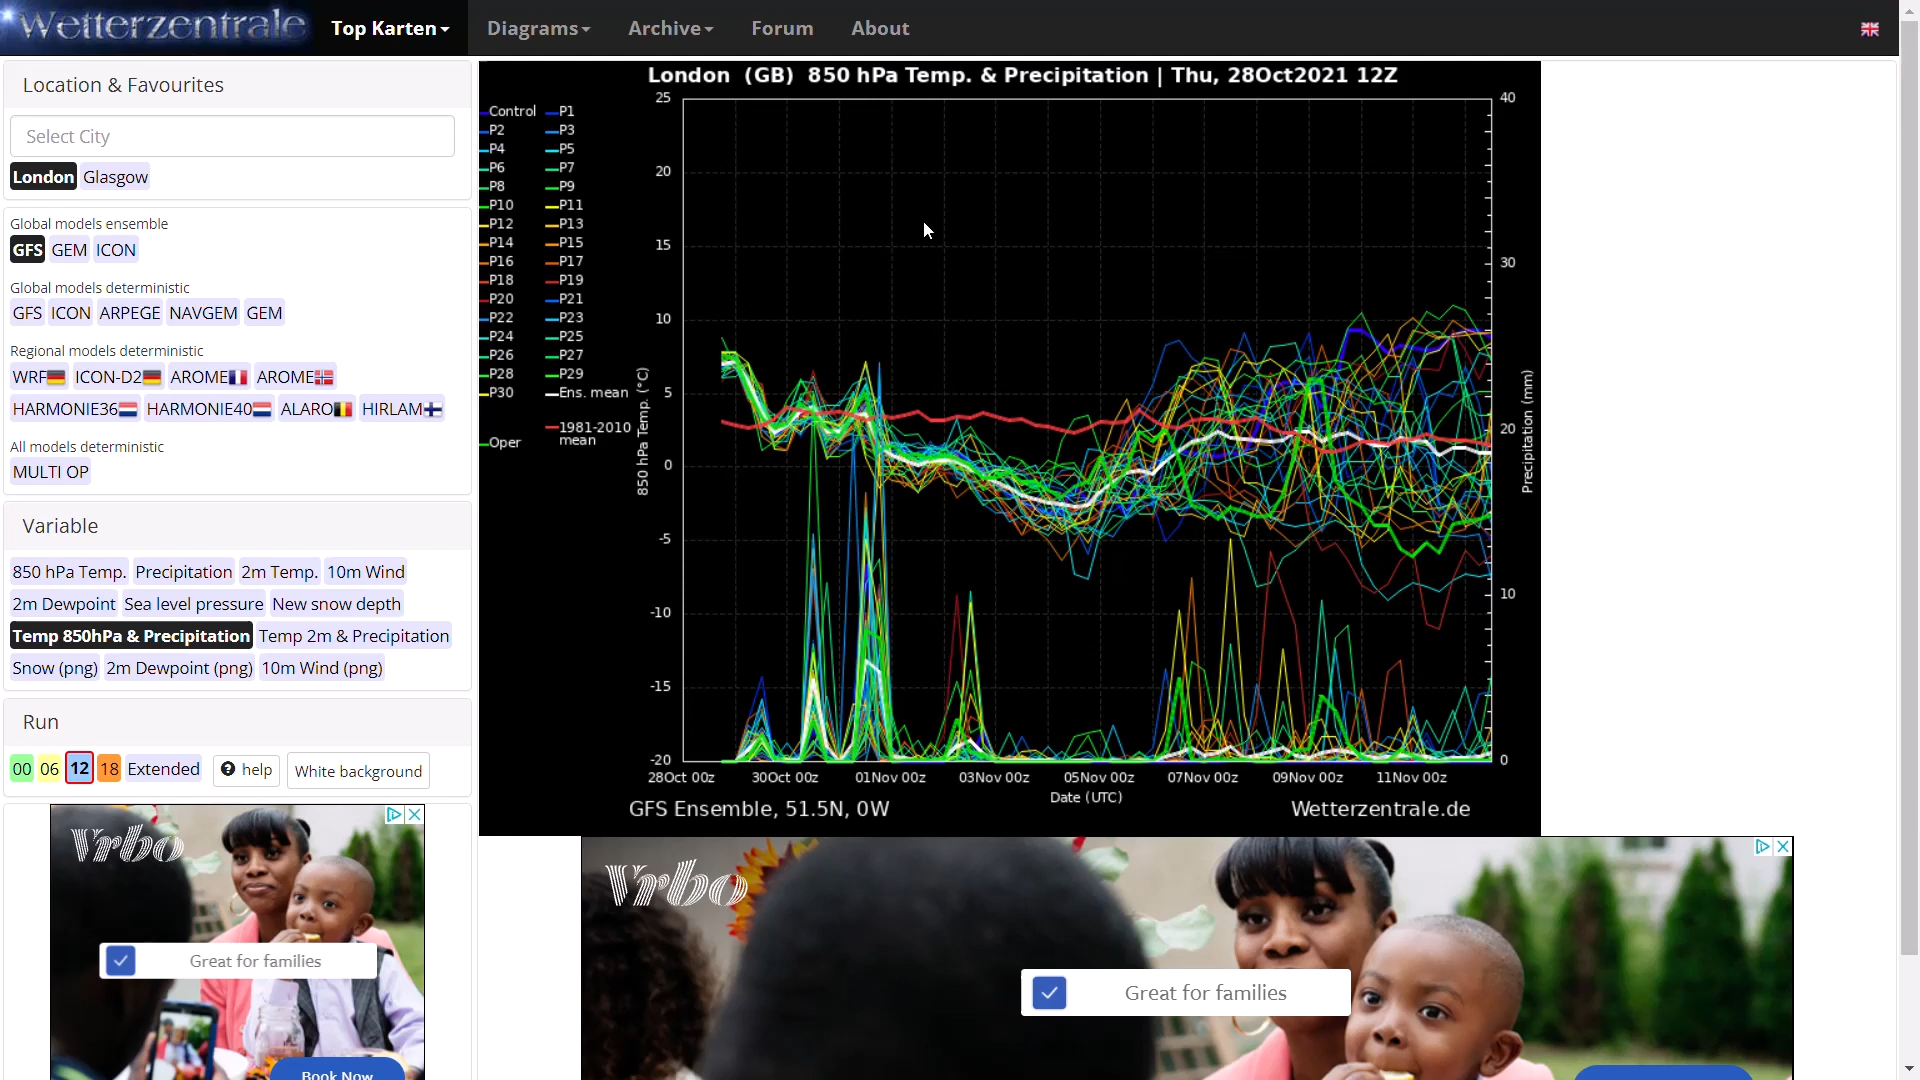 Wetterzentrale Top Karten Diagrams Archive Forum About
Location & Favourites
Select City
London Glasgow
Global models ensemble
GFS GEM ICON
Global models deterministic
GFS ICON ARPEGE NAVGEM GEM
Regional models deterministic
WRF ICON-D2 AROME AROME
HARMONIE36 HARMONIE40 ALARO HIRLAM
All models deterministic
MULTI OP
Variable
850 hPa Temp. Precipitation 2m Temp. 10m Wind
2m Dewpoint Sea level pressure New snow depth
Temp 850hPa & Precipitation Temp 2m & Precipitation
Snow (png) 2m Dewpoint (png) 10m Wind (png)
Run
00 06 12 18 Extended help White background
London (GB) 850 hPa Temp. & Precipitation | Thu, 28Oct2021 12Z
Control P1
P2 P3
P4 P5
P6 P7
P8 P9
P10 P11
P12 P13
P14 P15
P16 P17
P18 P19
P20 P21
P22 P23
P24 P25
P26 P27
P28 P29
P30 Ens. mean
1981-2010
mean
Oper
850 hPa Temp. (°C)
25
20
15
10
5
0
-5
-10
-15
-20
40
30
20
10
0
Precipitation (mm)
28Oct 00z 30Oct 00z 01Nov 00z 03Nov 00z 05Nov 00z 07Nov 00z 09Nov 00z 11Nov 00z
Date (UTC)
GFS Ensemble, 51.5N, 0W Wetterzentrale.de
Vrbo
Great for families
Book Now
Vrbo
Great for families